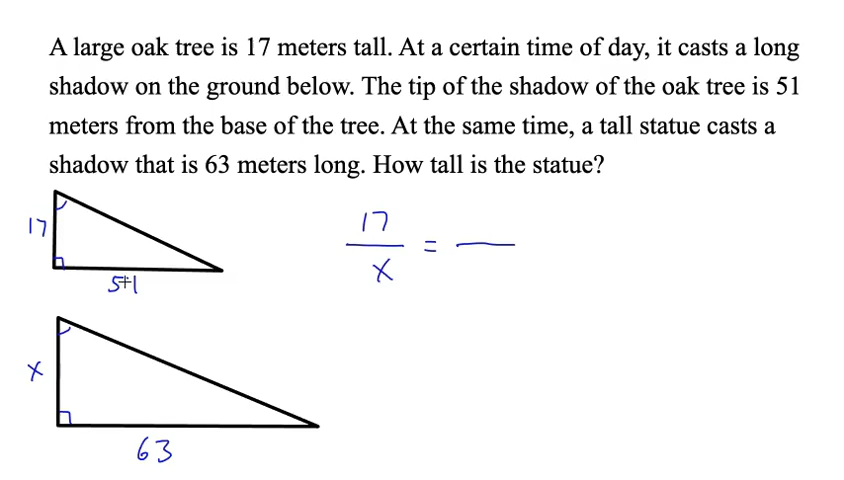 A large oak tree is 17 meters tall. At a certain time of day, it casts a long
shadow on the ground below. The tip of the shadow of the oak tree is 51
meters from the base of the tree. At the same time, a tall statue casts a
shadow that is 63 meters long. How tall is the statue?
17
17
x
=
51
x
63